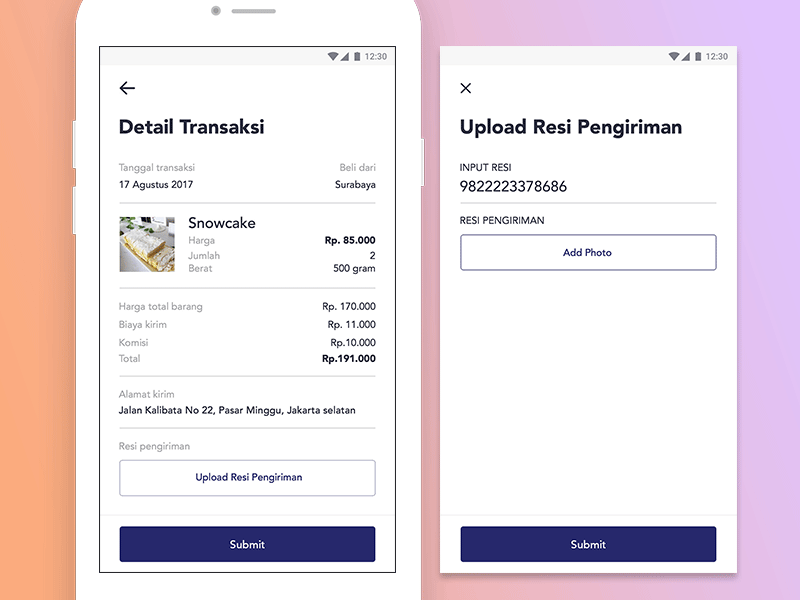 12:30
Detail Transaksi
Tanggal transaksi Beli dari
17 Agustus 2017 Surabaya
Snowcake
Harga Rp. 85.000
Jumlah 2
Berat 500 gram
Harga total barang Rp. 170.000
Biaya kirim Rp. 11.000
Komisi Rp.10.000
Total Rp.191.000
Alamat kirim
Jalan Kalibata No 22, Pasar Minggu, Jakarta selatan
Resi pengiriman
Upload Resi Pengiriman
Submit
12:30
Upload Resi Pengiriman
INPUT RESI
9822223378686
RESI PENGIRIMAN
Add Photo
Submit